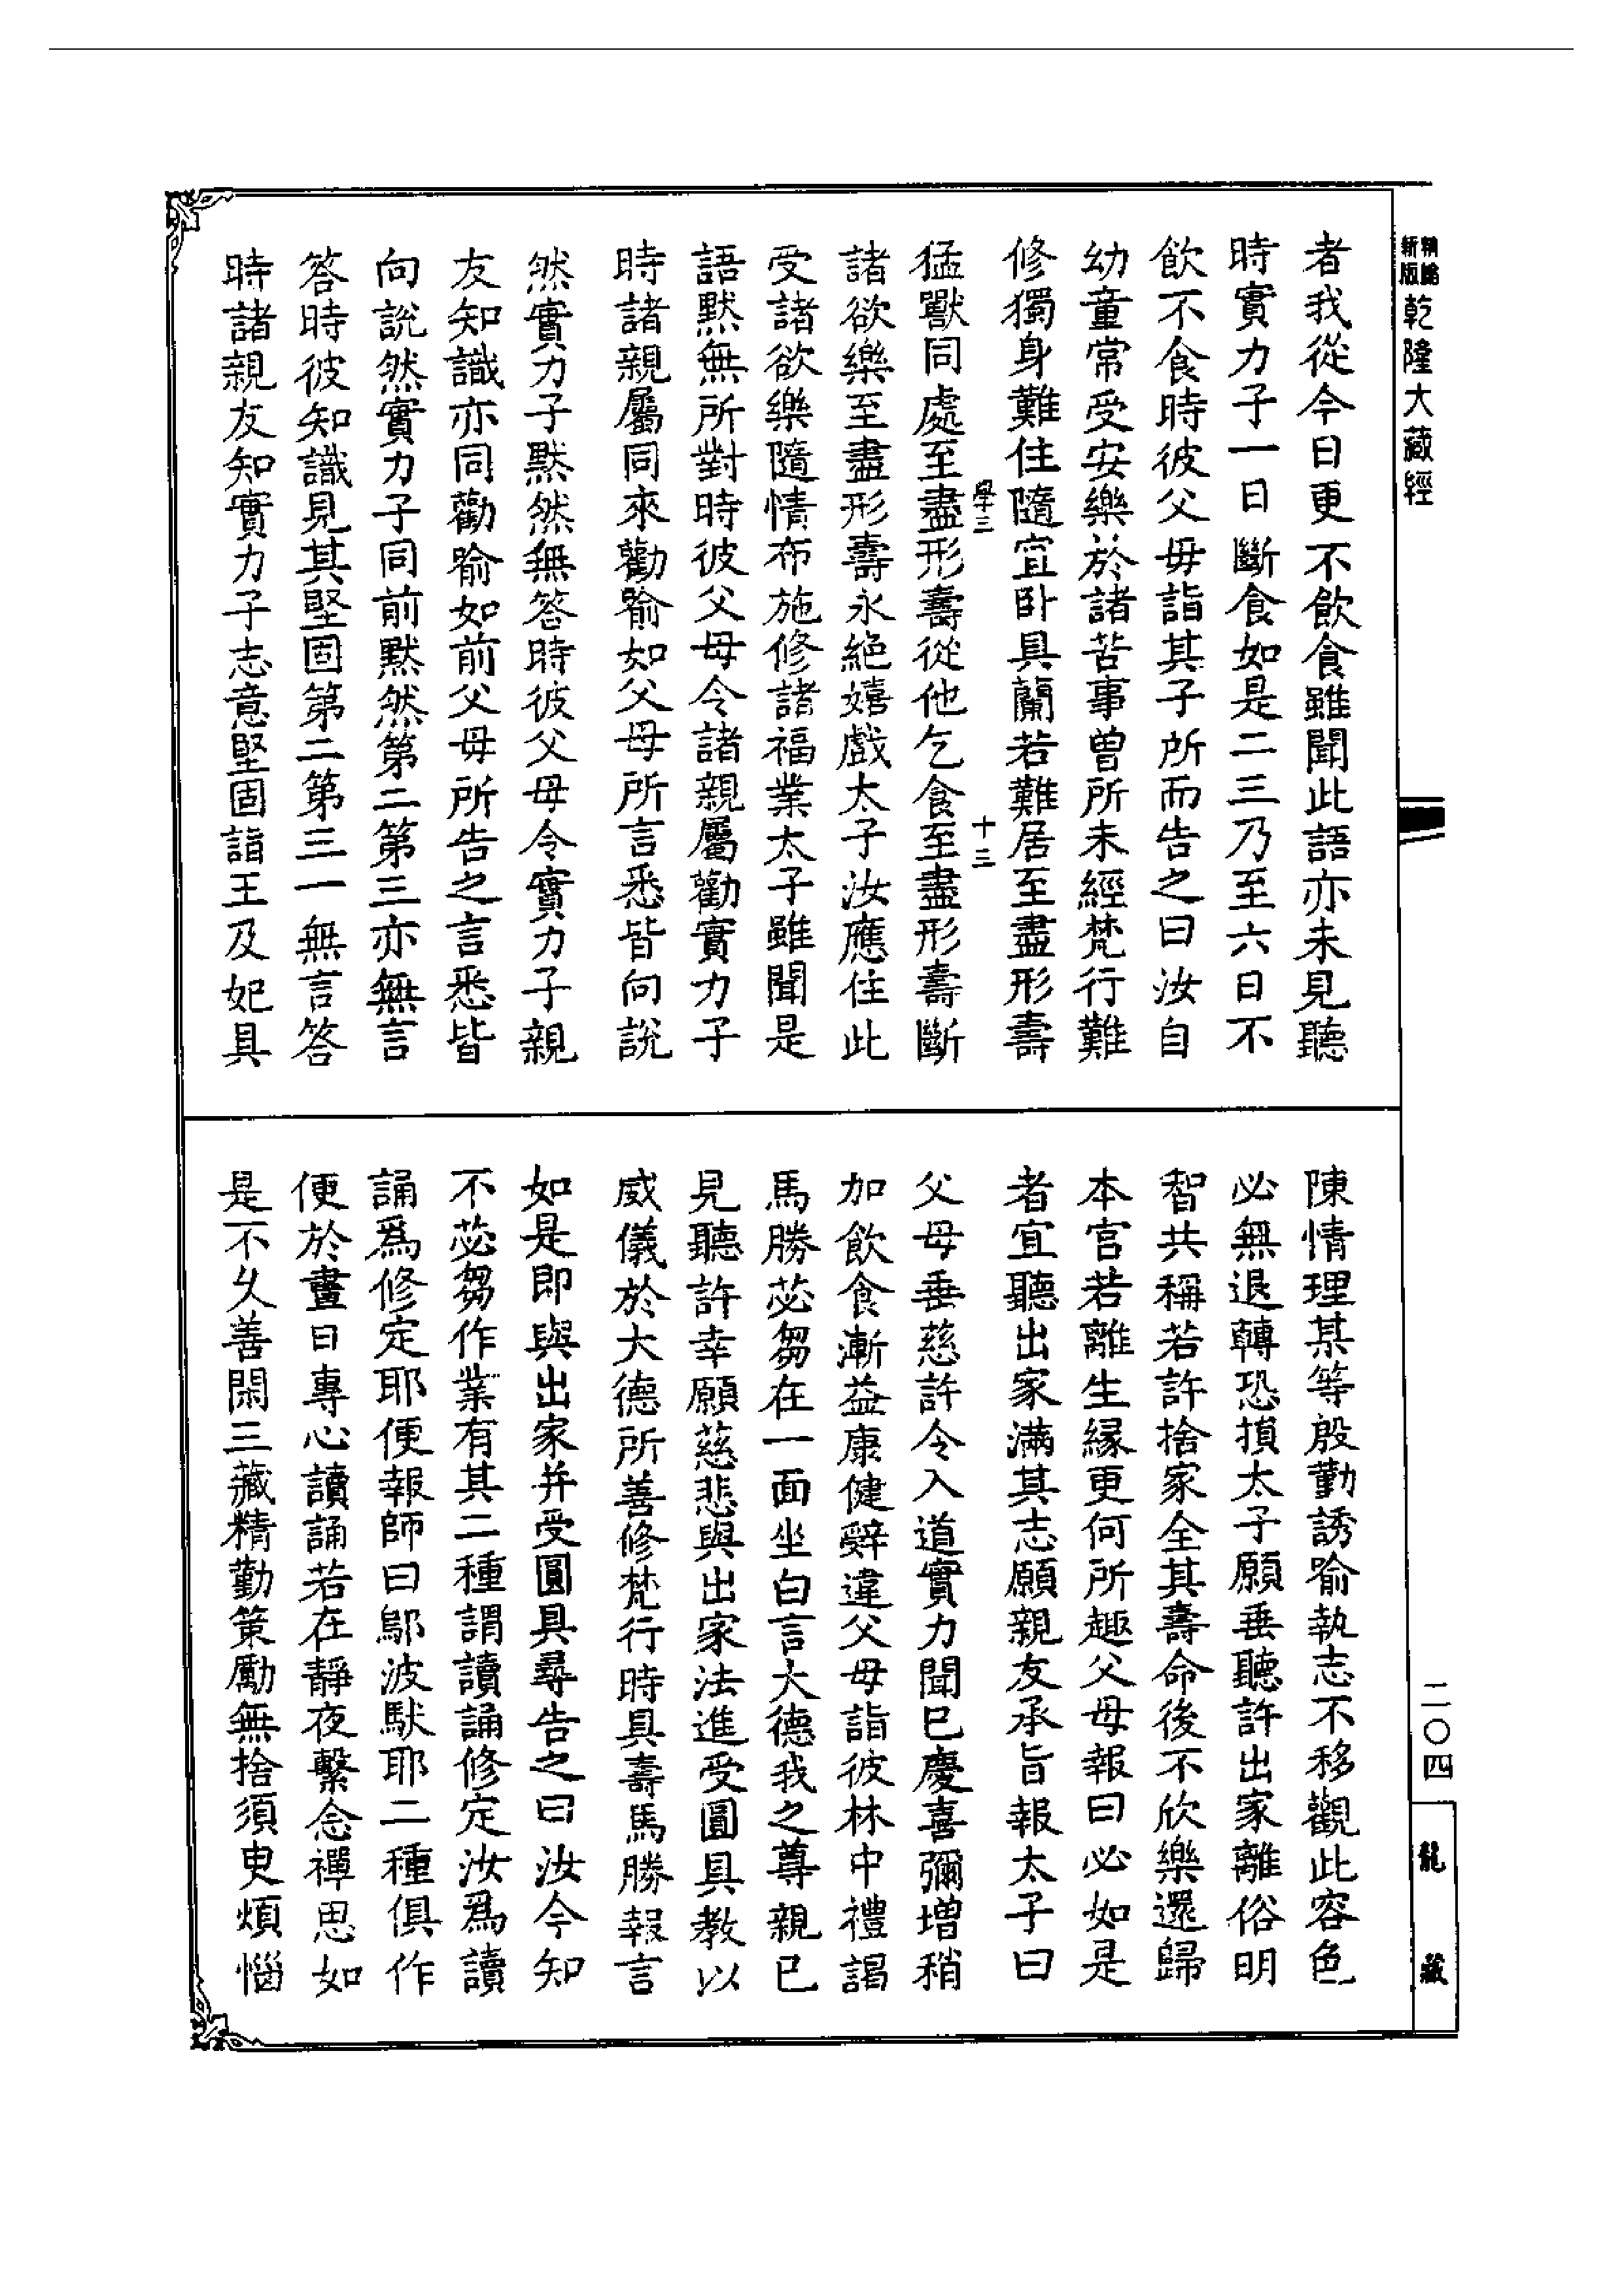 新版
精縮
乾隆大藏經
者我從今日更不飲食雖聞此語亦未見聽
時實力子一日斷食如是二三乃至六日不
飲不食時彼父母詣其子所而告之曰汝自
幼童常受安樂於諸苦事曾所未經梵行難
修獨身難住隨宜卧具蘭若難居至盡形壽
學三
十三
猛獸同處至盡形壽從他乞食至盡形壽斷
諸欲樂至盡形壽永絕嬉戲太子汝應住此
受諸欲樂隨情布施修諸福業太子雖聞是
語默無所對時彼父母令諸親屬勸實力子
時諸親屬同來勸喻如父母所言悉皆向說
然實力子默然無答時彼父母令實力子親
友知識亦同勸喻如前父母所告之言悉皆
向說然實力子同前默然第二第三亦無言
答時彼知識見其堅固第二第三一無言答
時諸親友知實力子志意堅固詣王及妃具
陳情理某等殷勤誘喻執志不移觀此容色
必無退轉恐損太子願垂聽許出家離俗明
智共稱若許捨家全其壽命後不欣樂還歸
本宮若離生緣更何所趣父母報曰必如是
者宜聽出家滿其志願親友承旨報太子曰
父母垂慈許令入道實力聞已慶喜彌增稍
加飲食漸益康健辭違父母詣彼林中禮謁
馬勝苾芻在一面坐白言大德我之尊親已
見聽許幸願慈悲與出家法進受圓具教以
威儀於大德所善修梵行時具壽馬勝報言
如是即與出家并受圓具尋告之曰汝今知
不苾芻作業有其二種謂讀誦修定汝為讀
誦為修定耶便報師曰鄔波馱耶二種俱作
便於晝日專心讀誦若在靜夜繫念禪思如
是不久善閑三藏精勤策勵無捨須臾煩惱
二〇四
龍藏